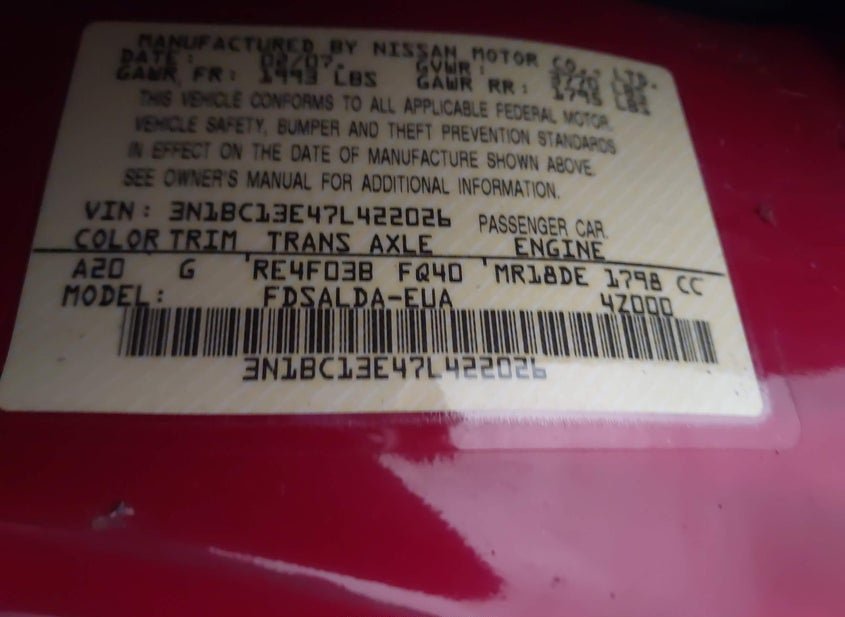 MANUFACTURED BY NISSAN MOTOR CO., LTD.
DATE: 02/07. GVWR:
GAWR FR: 1993 LBS GAWR RR: 1745 LBS
THIS VEHICLE CONFORMS TO ALL APPLICABLE FEDERAL MOTOR
VEHICLE SAFETY, BUMPER AND THEFT PREVENTION STANDARDS
IN EFFECT ON THE DATE OF MANUFACTURE SHOWN ABOVE.
SEE OWNER'S MANUAL FOR ADDITIONAL INFORMATION.
VIN: 3N1BC13E47L422026 PASSENGER CAR
COLOR TRIM TRANS AXLE ENGINE
A20 G RE4F03B FQ40 MR18DE 1798 CC
MODEL: FDSALDA-EUA 4Z000
3N1BC13E47L422026